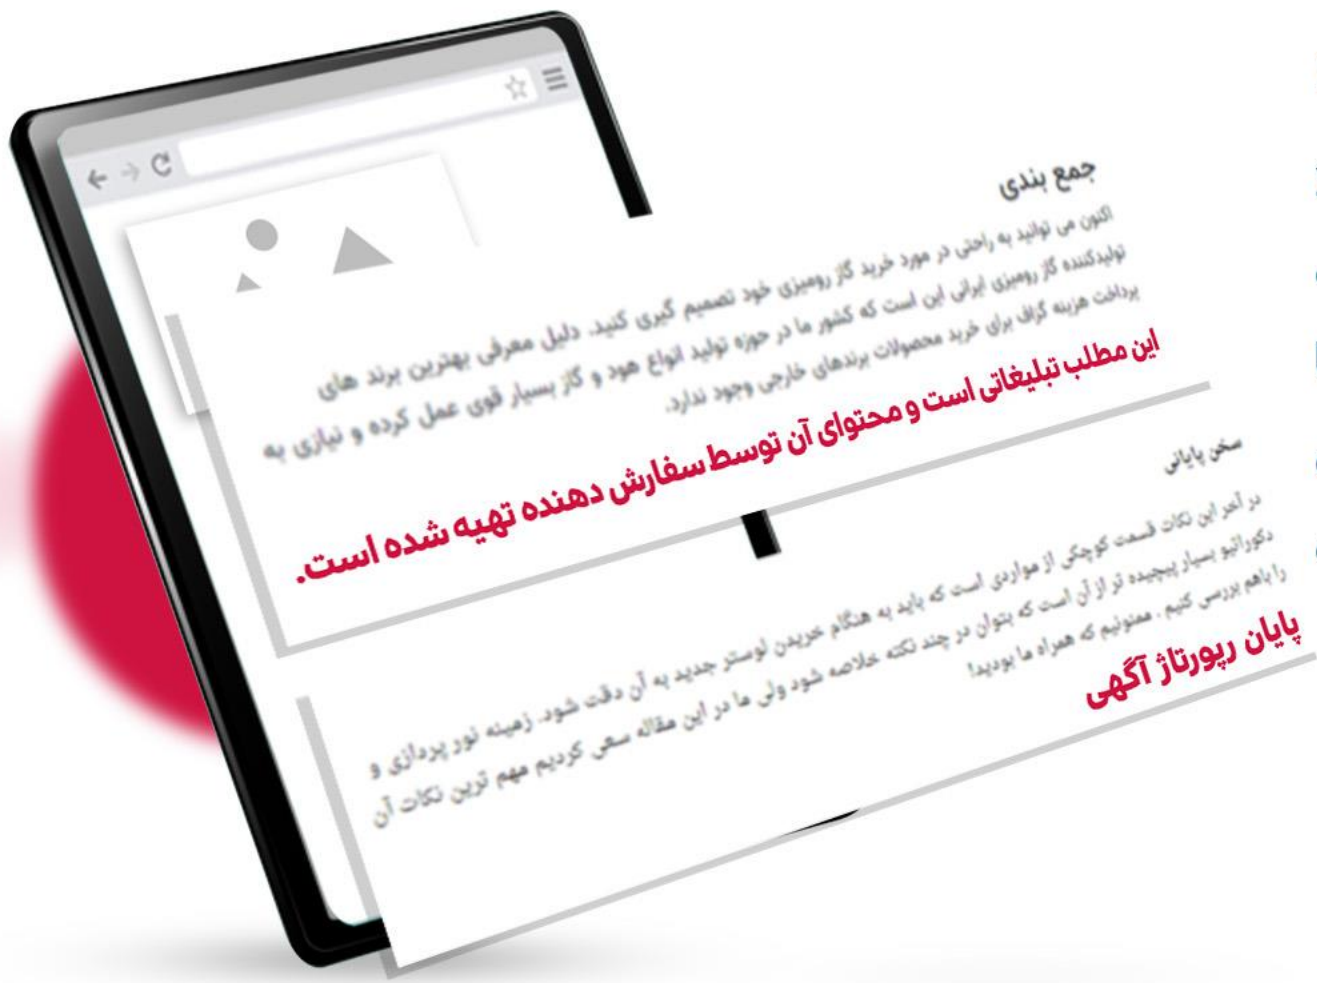 جمع بندی
اکنون می توانید به راحتی در مورد خرید گاز رومیزی خود تصمیم گیری کنید. دلیل معرفی بهترین برند های
تولیدکننده گاز رومیزی ایرانی این است که کشور ما در حوزه تولید انواع هود و گاز بسیار قوی عمل کرده و نیازی به
پرداخت هزینه گزاف برای خرید محصولات برندهای خارجی وجود ندارد.
این مطلب تبلیغاتی است و محتوای آن توسط سفارش دهنده تهیه شده است.
سخن پایانی
در آخر این نکات قسمت کوچکی از مواردی است که باید به هنگام خریدن لوستر جدید به آن دقت شود. زمینه نور پردازی و
دکوراتیو بسیار پیچیده تر از آن است که بتوان در چند نکته خلاصه شود ولی ما در این مقاله سعی کردیم مهم ترین نکات آن
را باهم بررسی کنیم . ممنونیم که همراه ما بودید!
پایان رپورتاژ آگهی